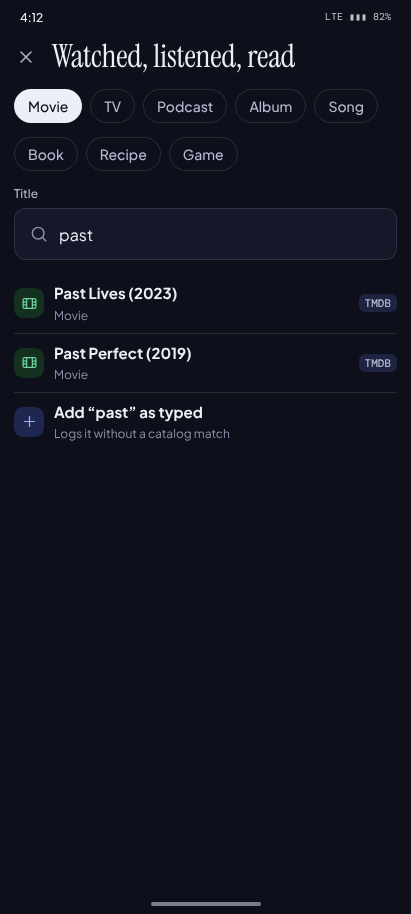 4:12
LTE 82%
Watched, listened, read
Movie TV Podcast Album Song
Book Recipe Game
Title
past
Past Lives (2023)
Movie
TMDB
Past Perfect (2019)
Movie
TMDB
Add “past” as typed
Logs it without a catalog match